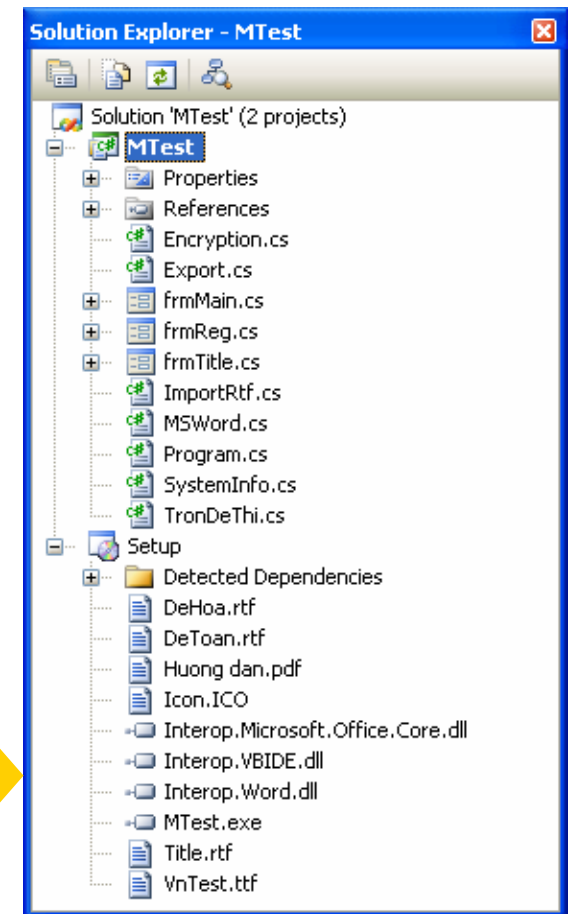 Solution Explorer - MTest
Solution 'MTest' (2 projects)
MTest
Properties
References
Encryption.cs
Export.cs
frmMain.cs
frmReg.cs
frmTitle.cs
ImportRtf.cs
MSWord.cs
Program.cs
SystemInfo.cs
TronDeThi.cs
Setup
Detected Dependencies
DeHoa.rtf
DeToan.rtf
Huong dan.pdf
Icon.ICO
Interop.Microsoft.Office.Core.dll
Interop.VBIDE.dll
Interop.Word.dll
MTest.exe
Title.rtf
VnTest.ttf